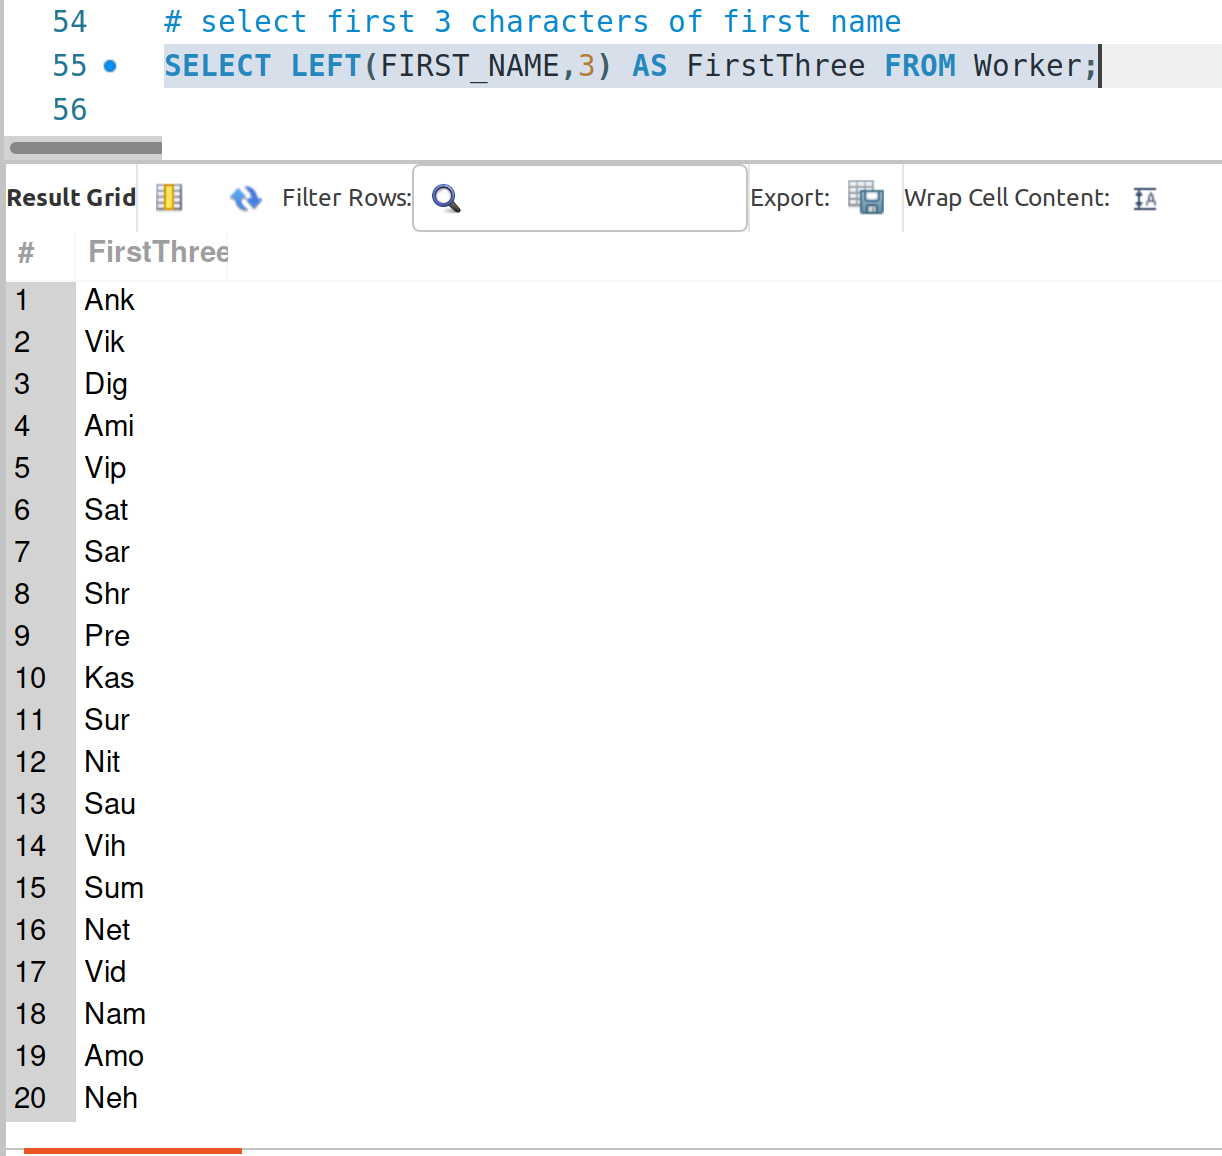 54 # select first 3 characters of first name
55 SELECT LEFT(FIRST_NAME,3) AS FirstThree FROM Worker;
56
Result Grid Filter Rows: Export: Wrap Cell Content:
# FirstThree
1 Ank
2 Vik
3 Dig
4 Ami
5 Vip
6 Sat
7 Sar
8 Shr
9 Pre
10 Kas
11 Sur
12 Nit
13 Sau
14 Vih
15 Sum
16 Net
17 Vid
18 Nam
19 Amo
20 Neh